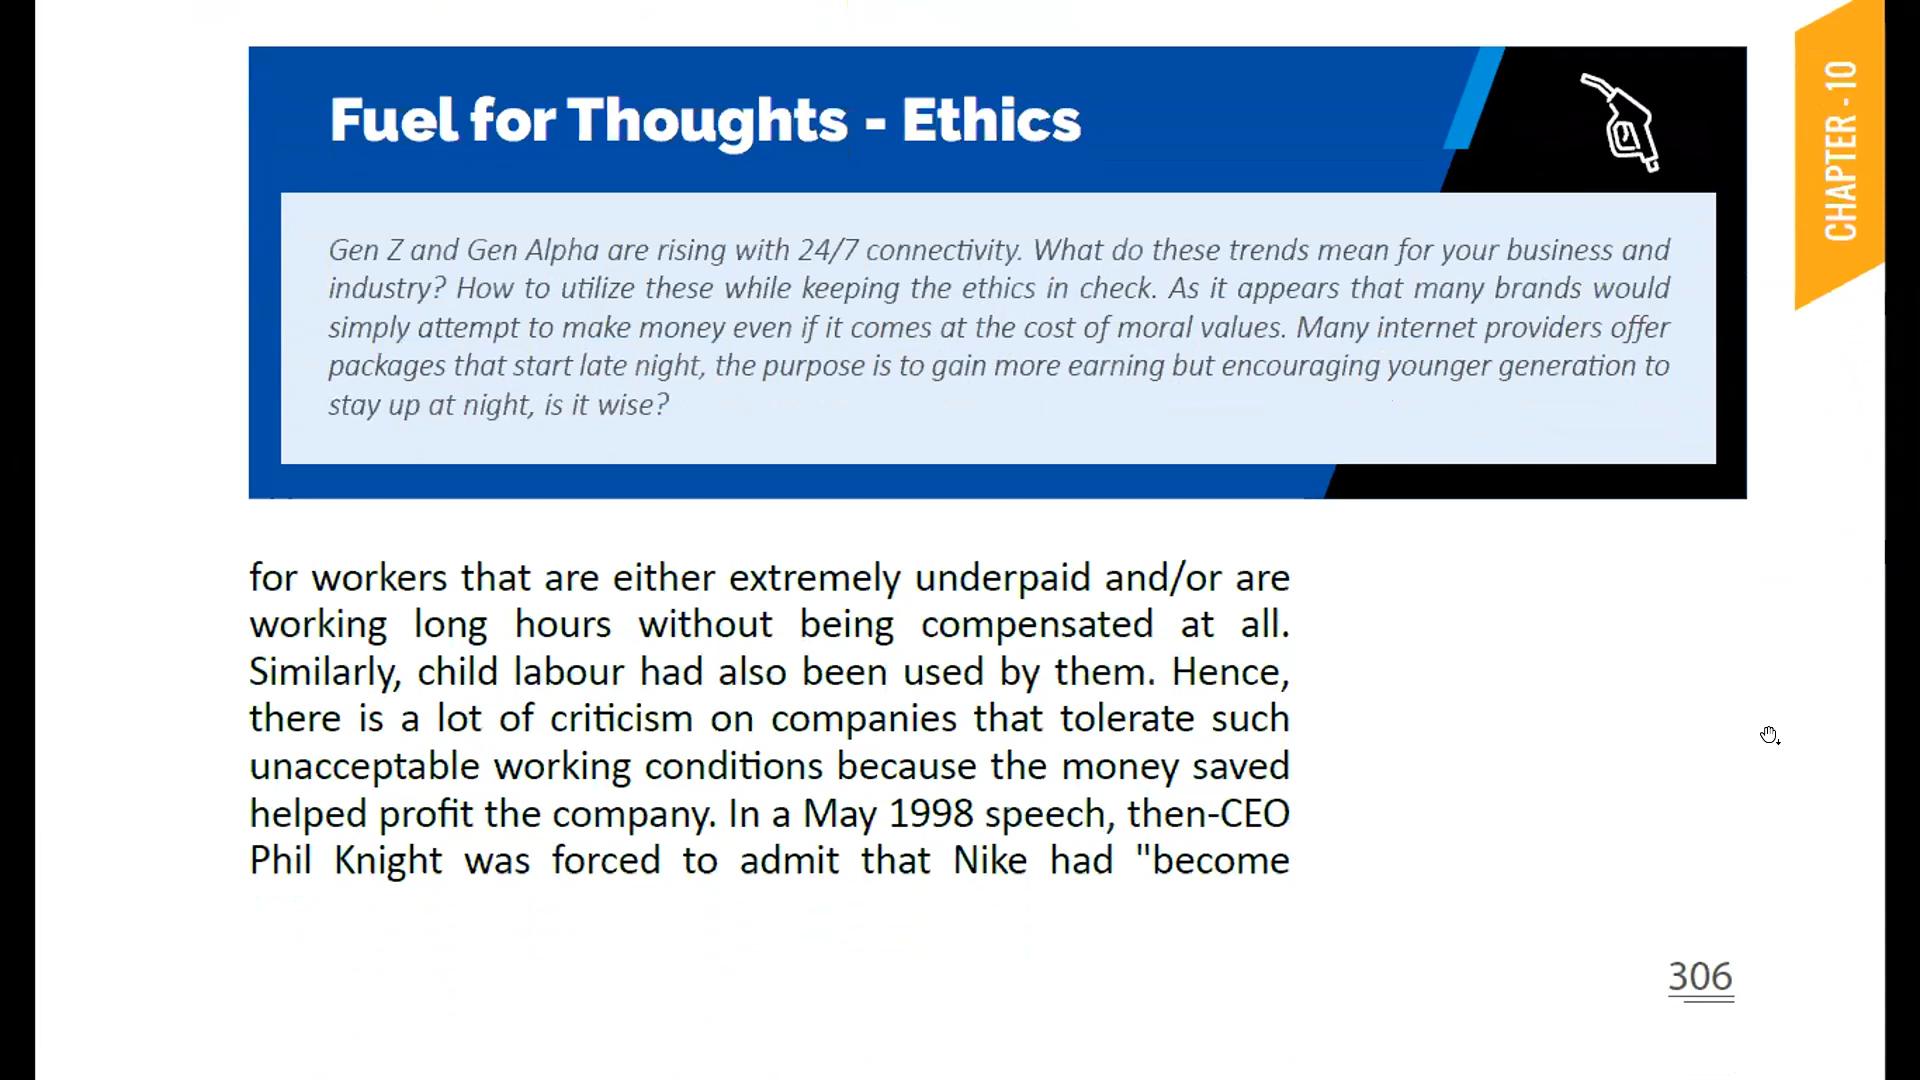 Fuel for Thoughts - Ethics
CHAPTER - 10
Gen Z and Gen Alpha are rising with 24/7 connectivity. What do these trends mean for your business and
industry? How to utilize these while keeping the ethics in check. As it appears that many brands would
simply attempt to make money even if it comes at the cost of moral values. Many internet providers offer
packages that start late night, the purpose is to gain more earning but encouraging younger generation to
stay up at night, is it wise?
for workers that are either extremely underpaid and/or are
working long hours without being compensated at all.
Similarly, child labour had also been used by them. Hence,
there is a lot of criticism on companies that tolerate such
unacceptable working conditions because the money saved
helped profit the company. In a May 1998 speech, then-CEO
Phil Knight was forced to admit that Nike had "become
306